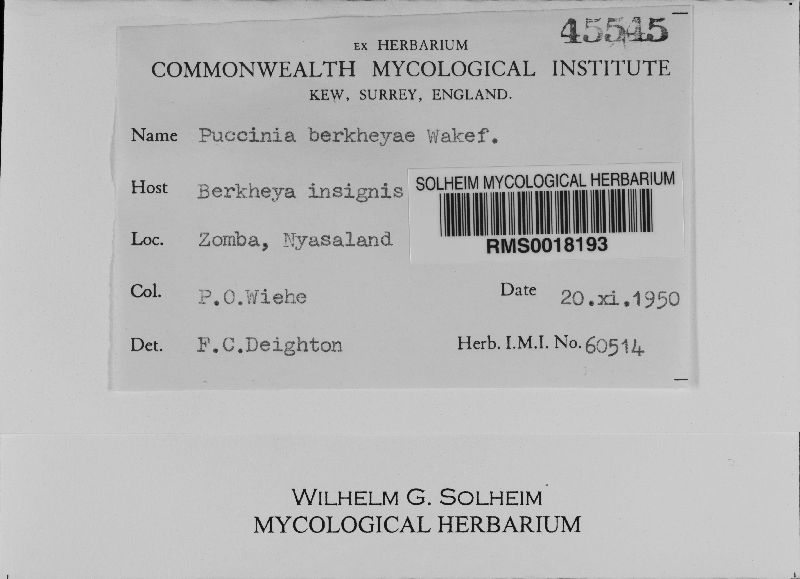 45545
EX HERBARIUM
COMMONWEALTH MYCOLOGICAL INSTITUTE
KEW, SURREY, ENGLAND.
Name Puccinia berkheyae Wakef.
Host Berkheya insignis
SOLHEIM MYCOLOGICAL HERBARIUM
RMS0018193
Loc. Zomba, Nyasaland
Col. P.O.Wiehe Date 20.xi.1950
Det. F.C.Deighton Herb. I.M.I. No. 60514
WILHELM G. SOLHEIM
MYCOLOGICAL HERBARIUM